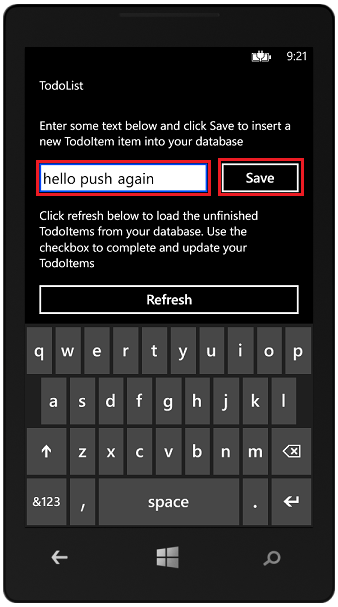 9:21
TodoList
Enter some text below and click Save to insert a
new TodoItem item into your database
hello push again
Save
Click refresh below to load the unfinished
TodoItems from your database. Use the
checkbox to complete and update your
TodoItems
Refresh
q w e r t y u i o p
a s d f g h j k l
z x c v b n m
&123 , space .